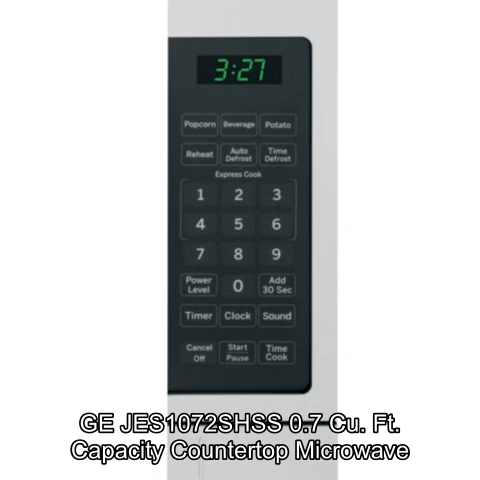 3:27
Popcorn Beverage Potato
Reheat Auto Defrost Time Defrost
Express Cook
1 2 3
4 5 6
7 8 9
Power Level 0 Add 30 Sec
Timer Clock Sound
Cancel Off Start Pause Time Cook
GE JES1072SHSS 0.7 Cu. Ft.
Capacity Countertop Microwave